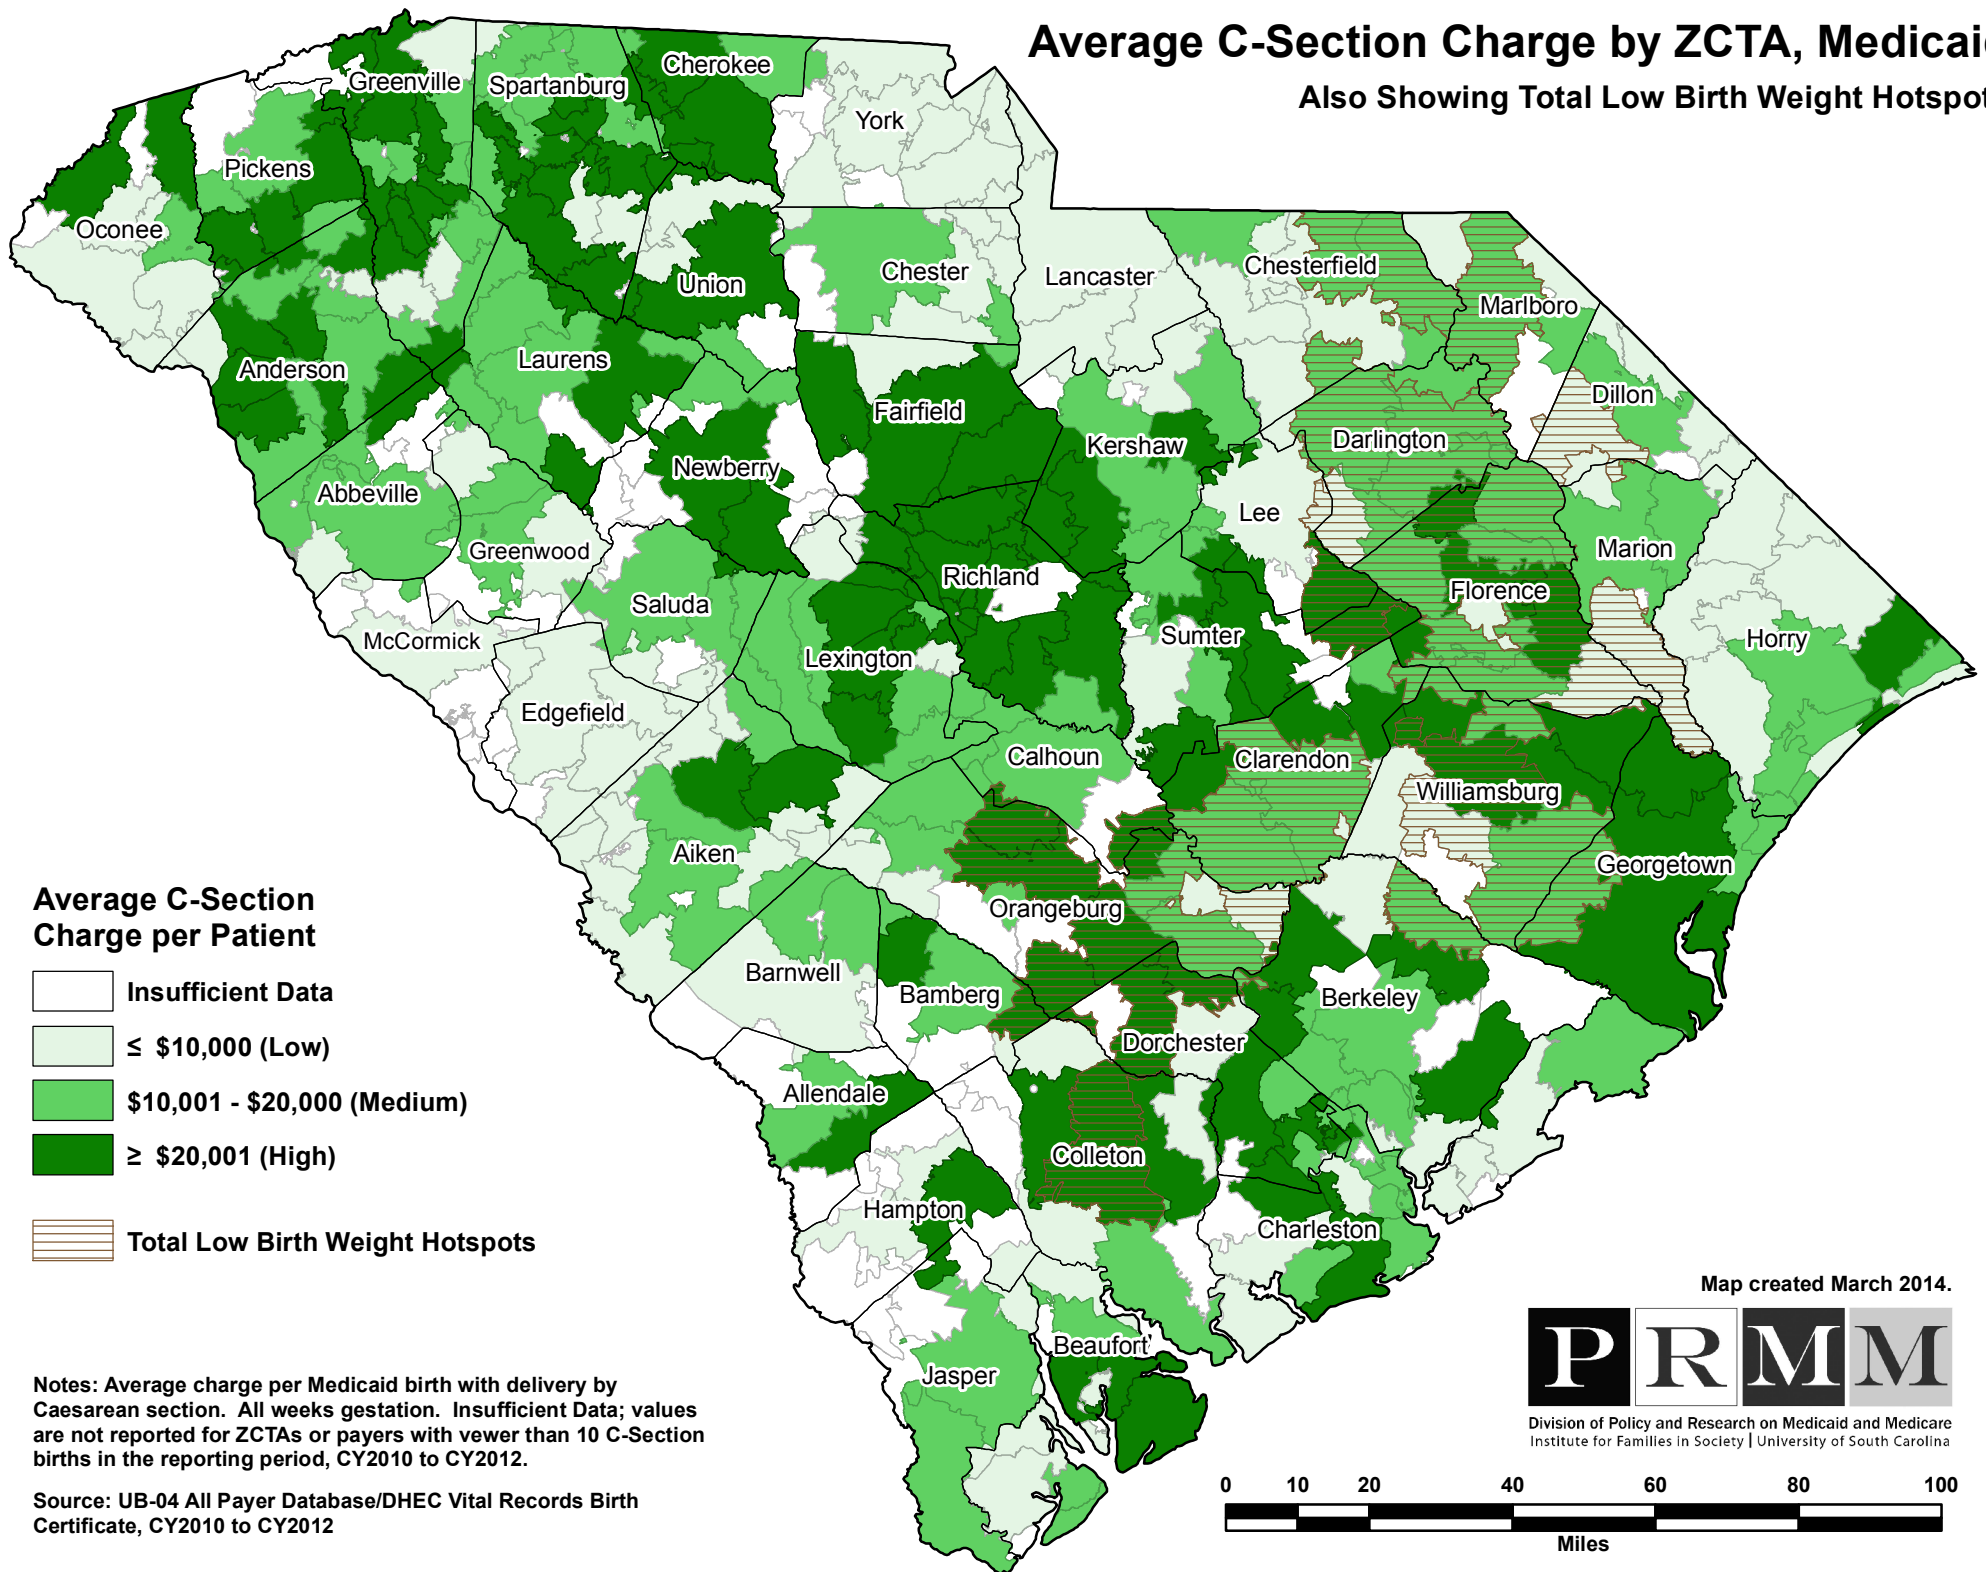 Average C-Section Charge by ZCTA, Medicai
Also Showing Total Low Birth Weight Hotspot
Cherokee
Greenville
Spartanburg
York
Pickens
Oconee
Chester
Lancaster
Chesterfield
Union
Marlboro
Laurens
Anderson
Dillon
Fairfield
Darlington
Kershaw
Newberry
Abbeville
Lee
Greenwood
Marion
Richland
Florence
Saluda
Sumter
McCormick
Horry
Lexington
Edgefield
Calhoun
Clarendon
Williamsburg
Aiken
Georgetown
Orangeburg
Barnwell
Bamberg
Berkeley
Dorchester
Allendale
Colleton
Hampton
Charleston
Beaufort
Jasper
Average C-Section
Charge per Patient
Insufficient Data
≤ $10,000 (Low)
$10,001 - $20,000 (Medium)
≥ $20,001 (High)
Total Low Birth Weight Hotspots
Notes: Average charge per Medicaid birth with delivery by
Caesarean section. All weeks gestation. Insufficient Data; values
are not reported for ZCTAs or payers with vewer than 10 C-Section
births in the reporting period, CY2010 to CY2012.
Source: UB-04 All Payer Database/DHEC Vital Records Birth
Certificate, CY2010 to CY2012
Map created March 2014.
PRMM
Division of Policy and Research on Medicaid and Medicare
Institute for Families in Society | University of South Carolina
0 10 20 40 60 80 100
Miles